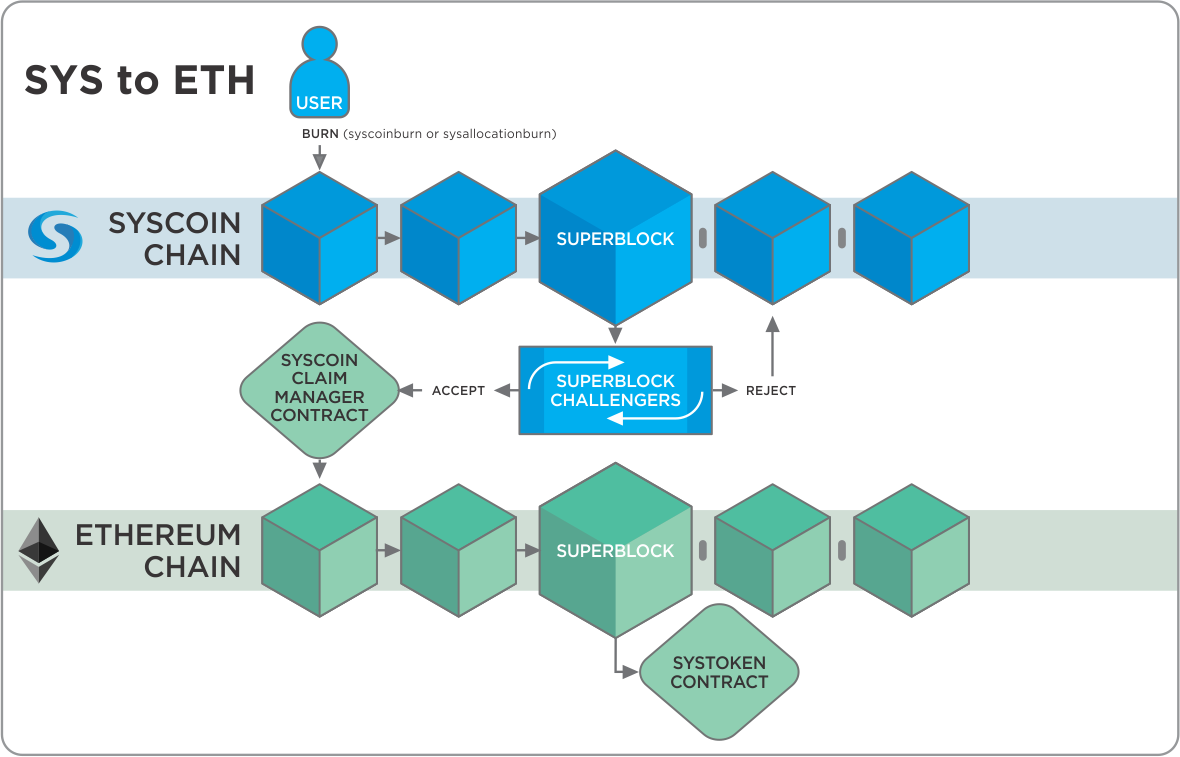 SYS to ETH
USER
BURN (syscoinburn or sysallocationburn)
SYSCOIN
CHAIN
SUPERBLOCK
SYSCOIN
CLAIM
MANAGER
CONTRACT
ACCEPT
SUPERBLOCK
CHALLENGERS
REJECT
ETHEREUM
CHAIN
SUPERBLOCK
SYSTOKEN
CONTRACT